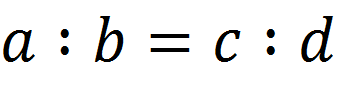 a : b = c : d